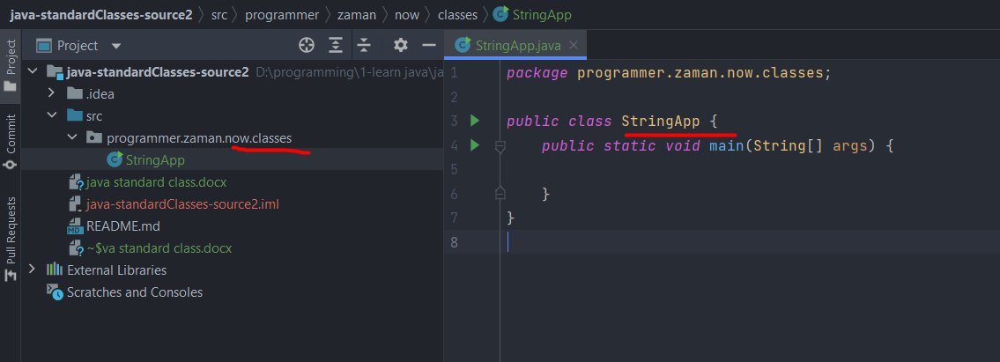 java-standardClasses-source2 src programmer zaman now classes StringApp
Project
Commit
Pull Requests
Project
java-standardClasses-source2 D:\programming\1-learn java\ja
.idea
src
programmer.zaman.now.classes
StringApp
java standard class.docx
java-standardClasses-source2.iml
README.md
~$va standard class.docx
External Libraries
Scratches and Consoles
StringApp.java
1 package programmer.zaman.now.classes;
2
3 public class StringApp {
4 public static void main(String[] args) {
5
6 }
7 }
8